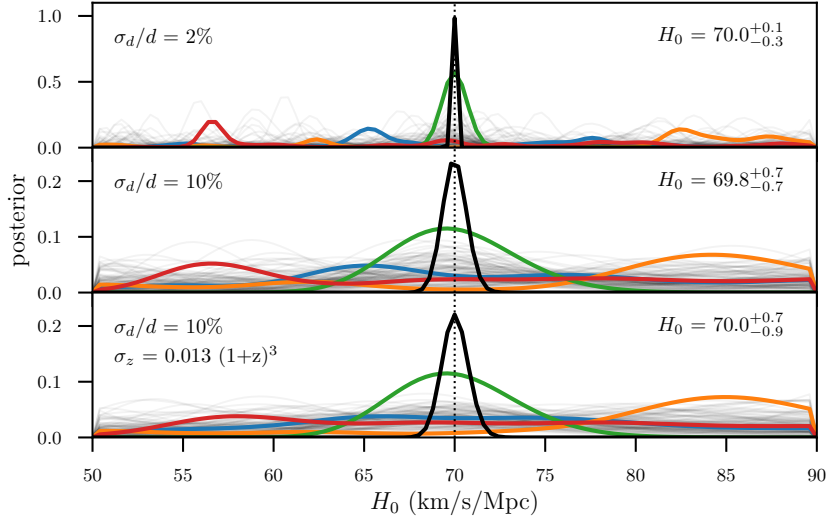 1.0
σ_d/d = 2%
H_0 = 70.0^{+0.1}_{−0.3}
0.5
0.0
0.2
σ_d/d = 10%
H_0 = 69.8^{+0.7}_{−0.7}
posterior
0.1
0.0
σ_d/d = 10%
H_0 = 70.0^{+0.7}_{−0.9}
0.2
σ_z = 0.013 (1+z)^3
0.1
0.0
50 55 60 65 70 75 80 85 90
H_0 (km/s/Mpc)